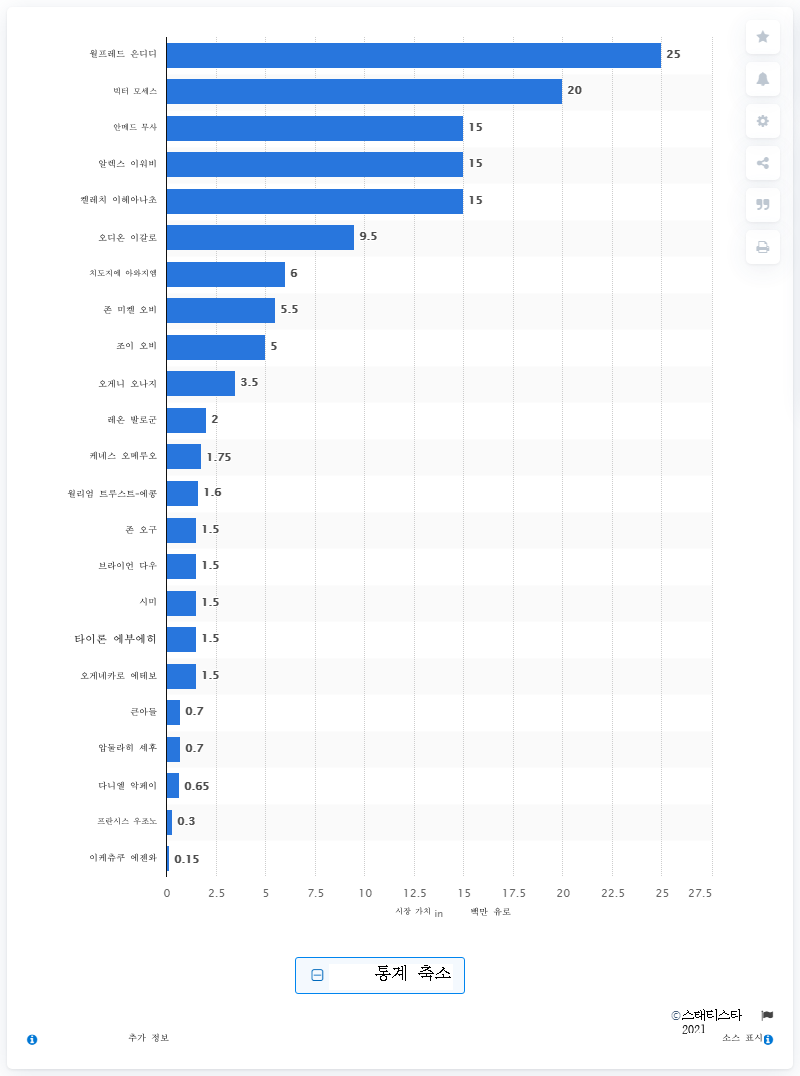 윌프레드 은디디 25
빅터 모세스 20
아메드 무사 15
알렉스 이워비 15
켈레치 이헤아나초 15
오디온 이갈로 9.5
치도지에 아와지엠 6
존 미켈 오비 5.5
조이 오비 5
오게니 오나지 3.5
레온 발로군 2
케네스 오메루오 1.75
윌리엄 트루스트-에콩 1.6
존 오구 1.5
브라이언 다우 1.5
시미 1.5
타이론 에부에히 1.5
오게네카로 에테보 1.5
큰아들 0.7
압둘라히 셰후 0.7
다니엘 악페이 0.65
프란시스 우조노 0.3
이케츄쿠 에젠와 0.15
0 2.5 5 7.5 10 12.5 15 17.5 20 22.5 25 27.5
시장 가치 in 백만 유로
통계 축소
©스태티스타
2021
추가 정보 소스 표시